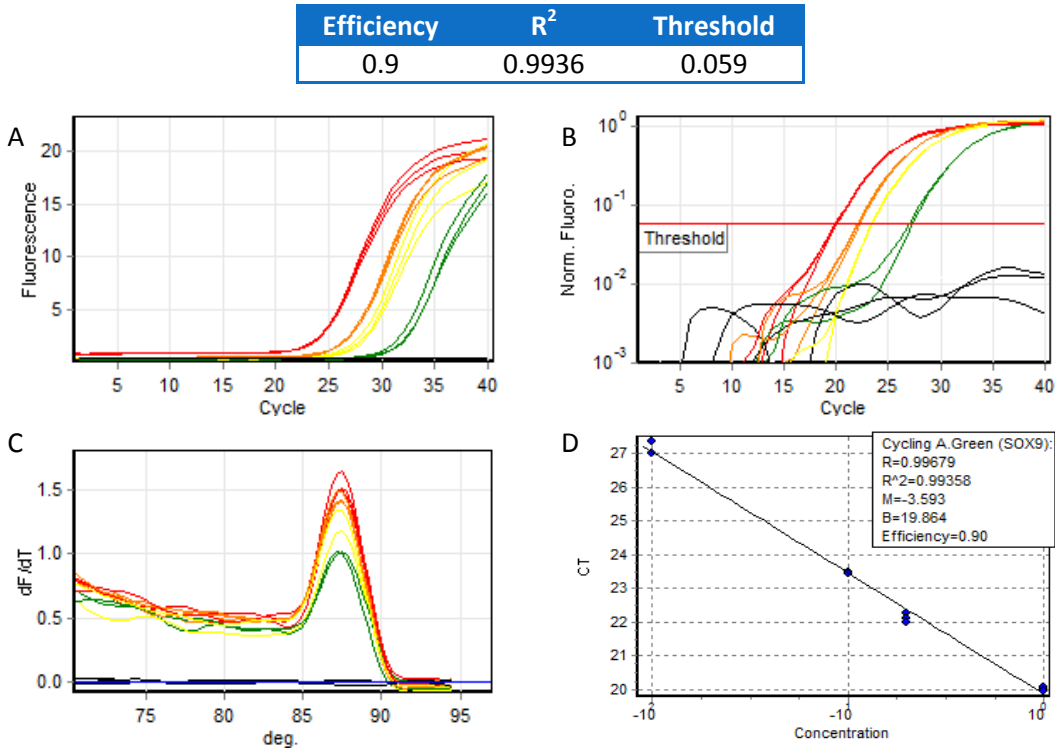 Efficiency R² Threshold
0.9 0.9936 0.059
A
Fluorescence
20
15
10
5
5 10 15 20 25 30 35 40
Cycle
B
Norm. Fluoro.
10⁰
10⁻¹
Threshold
10⁻²
10⁻³
5 10 15 20 25 30 35 40
Cycle
C
dF/dT
1.5
1.0
0.5
0.0
75 80 85 90 95
deg.
D
CT
27
26
25
24
23
22
21
20
Cycling A.Green (SOX9):
R=0.99679
R^2=0.99358
M=-3.593
B=19.864
Efficiency=0.90
-10 -10 10⁰
Concentration